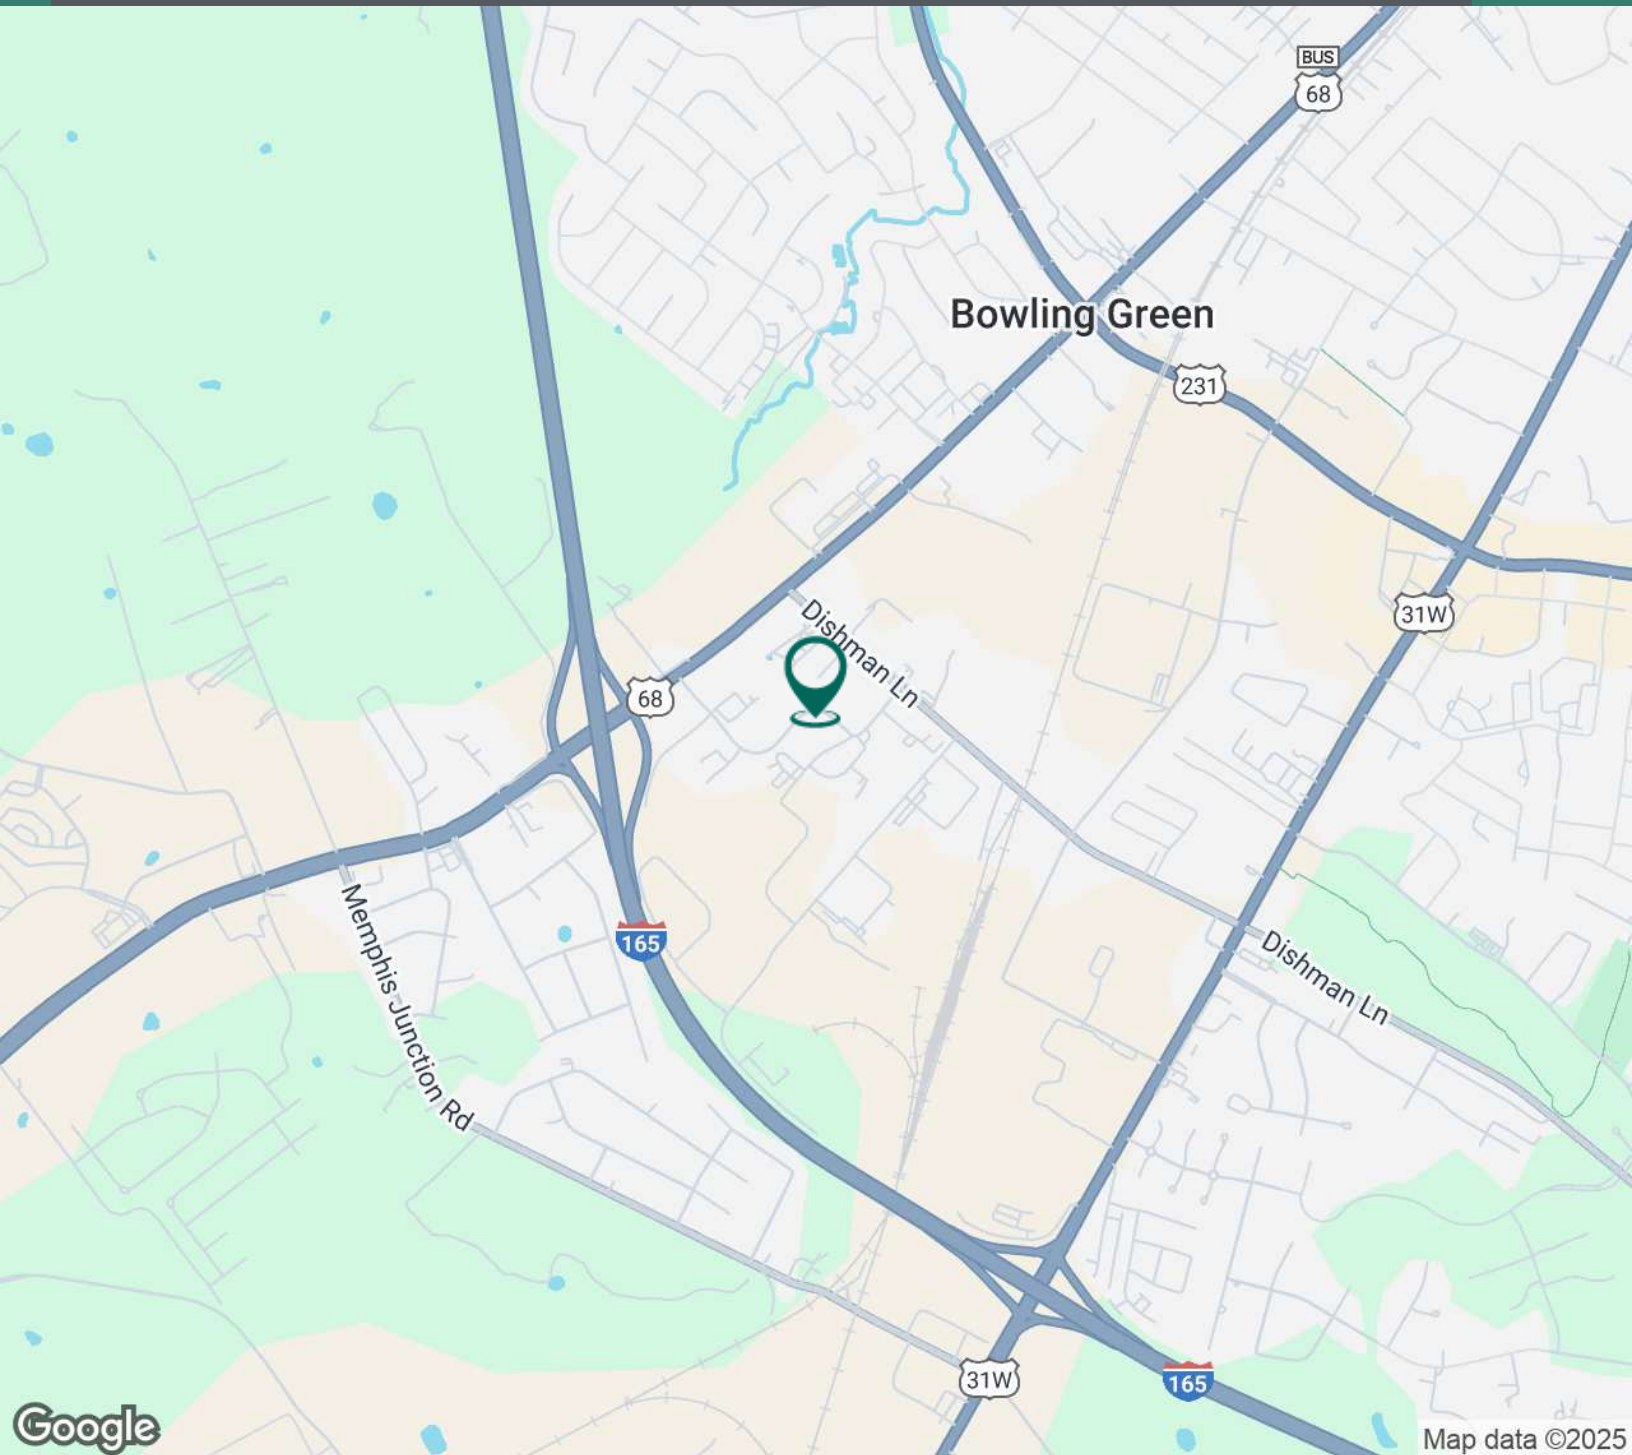 BUS
68
Bowling Green
231
31W
Dishman Ln
68
165
Memphis Junction Rd
Dishman Ln
31W
165
Google
Map data ©2025